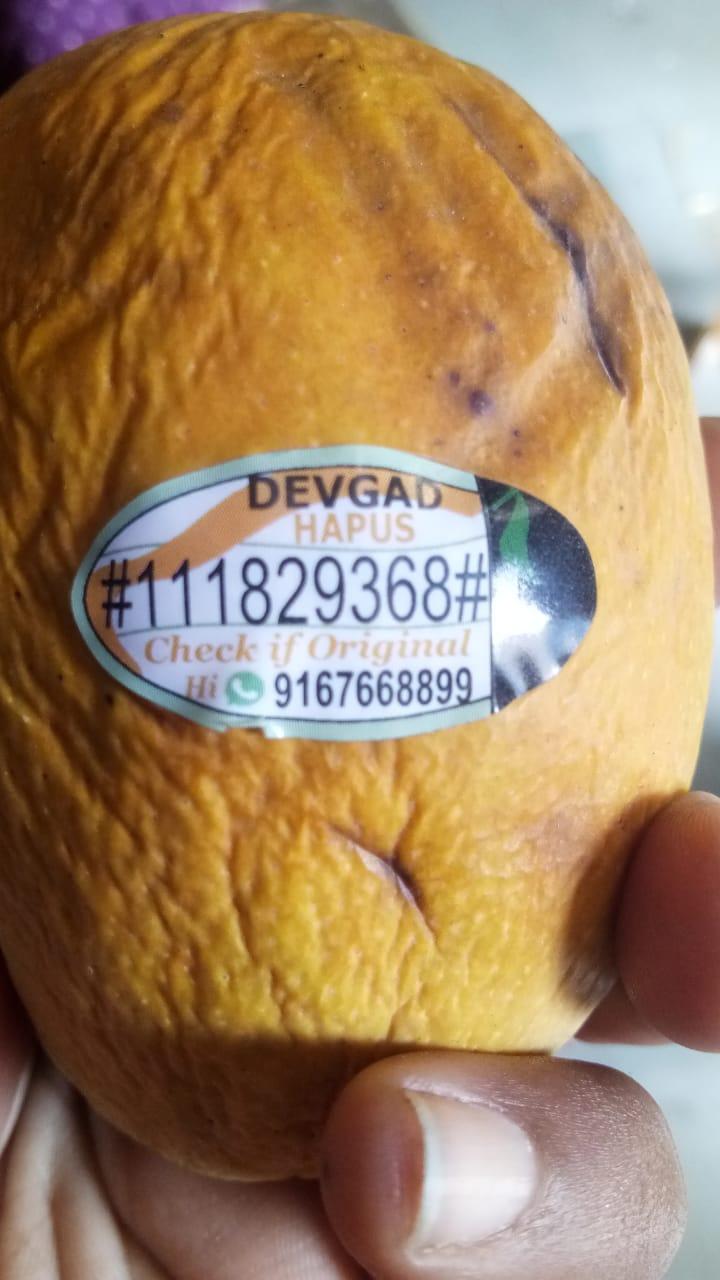 DEVGAD
HAPUS
#111829368#
Check if Original
Hi 9167668899